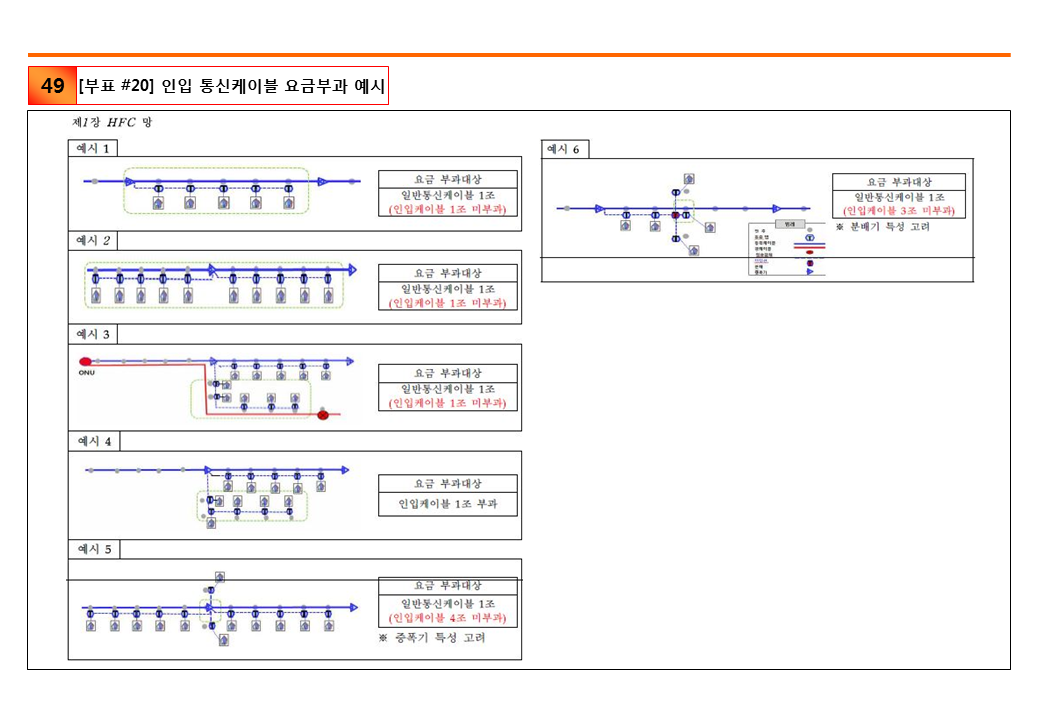 49 [부표 #20] 인입 통신케이블 요금부과 예시
제1장 HFC 망
예시 1
요금 부과대상
일반통신케이블 1조
(인입케이블 1조 미부과)
예시 2
요금 부과대상
일반통신케이블 1조
(인입케이블 1조 미부과)
예시 3
ONU
요금 부과대상
일반통신케이블 1조
(인입케이블 1조 미부과)
예시 4
요금 부과대상
인입케이블 1조 부과
예시 5
요금 부과대상
일반통신케이블 1조
(인입케이블 4조 미부과)
※ 증폭기 특성 고려
예시 6
요금 부과대상
일반통신케이블 1조
(인입케이블 3조 미부과)
※ 분배기 특성 고려
범례